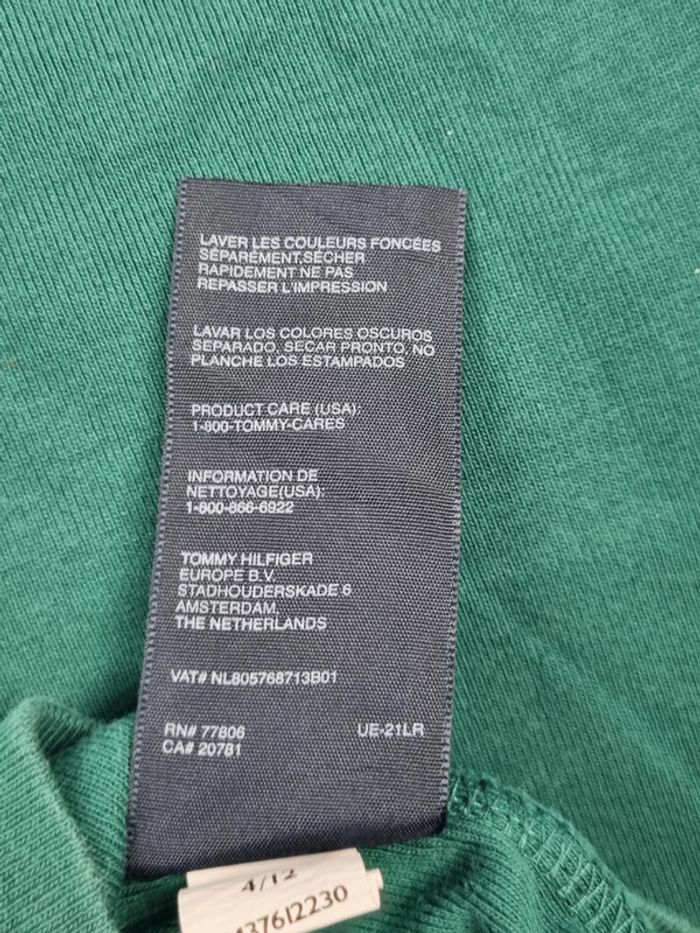 LAVER LES COULEURS FONCÉES
SÉPARÉMENT,SÉCHER
RAPIDEMENT NE PAS
REPASSER L'IMPRESSION
LAVAR LOS COLORES OSCUROS
SEPARADO, SECAR PRONTO, NO
PLANCHE LOS ESTAMPADOS
PRODUCT CARE (USA):
1-800-TOMMY-CARES
INFORMATION DE
NETTOYAGE(USA):
1-800-866-6922
TOMMY HILFIGER
EUROPE B.V.
STADHOUDERSKADE 6
AMSTERDAM.
THE NETHERLANDS
VAT# NL805768713B01
RN# 77806 UE-21LR
CA# 20781
4/12